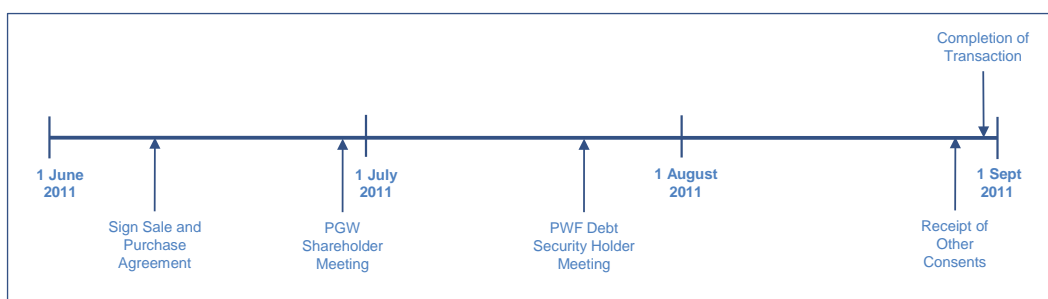 Completion of
Transaction
1 June
2011
1 July
2011
1 August
2011
1 Sept
2011
Sign Sale and
Purchase
Agreement
PGW
Shareholder
Meeting
PWF Debt
Security Holder
Meeting
Receipt of
Other
Consents